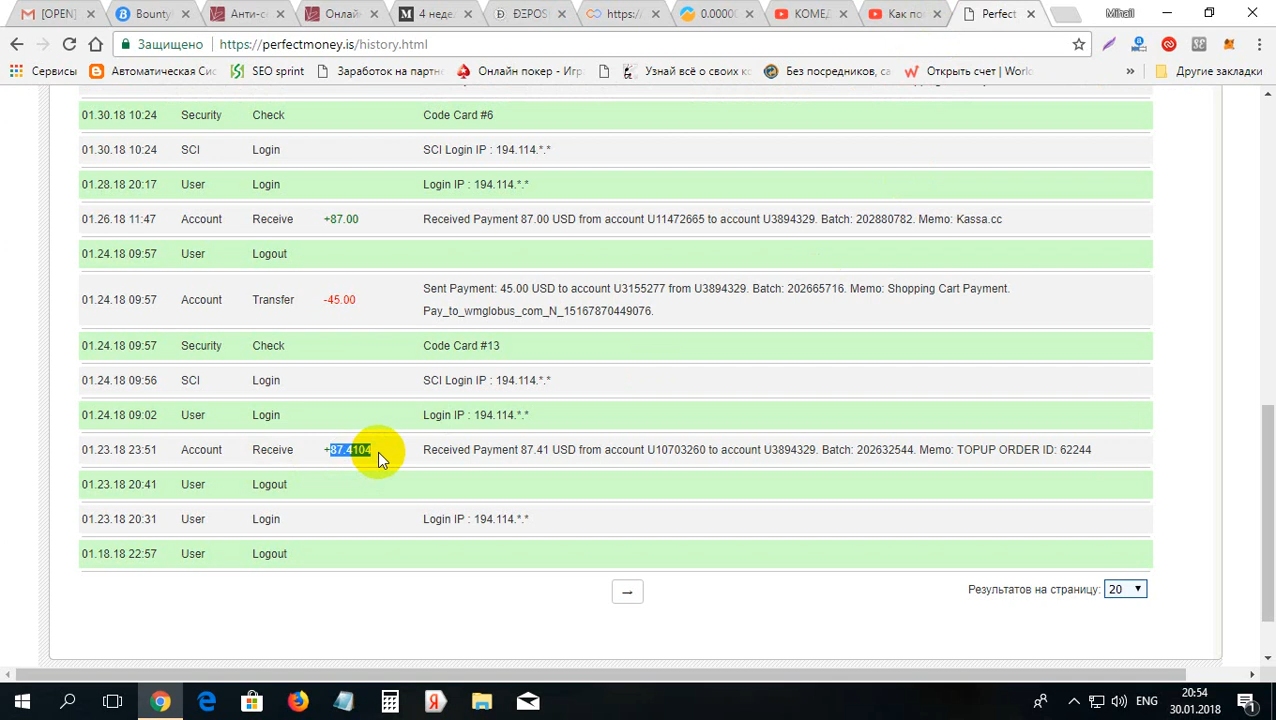 [OPEN]
Bounty
Анти-с
Онлай
4 недел
ĐEPOS
https:/
0.0000
КОМЕД
Как по
Perfect
Mihail
Защищено https://perfectmoney.is/history.html
Сервисы Автоматическая Сис SEO sprint Заработок на партн Онлайн покер - Игр Узнай всё о своих к Без посредников, са Открыть счет | Worl » Другие закладки
01.30.18 10:24 Security Check Code Card #6
01.30.18 10:24 SCI Login SCI Login IP : 194.114.*.*
01.28.18 20:17 User Login Login IP : 194.114.*.*
01.26.18 11:47 Account Receive +87.00 Received Payment 87.00 USD from account U11472665 to account U3894329. Batch: 202880782. Memo: Kassa.cc
01.24.18 09:57 User Logout
01.24.18 09:57 Account Transfer -45.00 Sent Payment: 45.00 USD to account U3155277 from U3894329. Batch: 202665716. Memo: Shopping Cart Payment.
Pay_to_wmglobus_com_N_15167870449076.
01.24.18 09:57 Security Check Code Card #13
01.24.18 09:56 SCI Login SCI Login IP : 194.114.*.*
01.24.18 09:02 User Login Login IP : 194.114.*.*
01.23.18 23:51 Account Receive +87.4104 Received Payment 87.41 USD from account U10703260 to account U3894329. Batch: 202632544. Memo: TOPUP ORDER ID: 62244
01.23.18 20:41 User Logout
01.23.18 20:31 User Login Login IP : 194.114.*.*
01.18.18 22:57 User Logout
→
Результатов на страницу: 20
ENG
20:54
30.01.2018